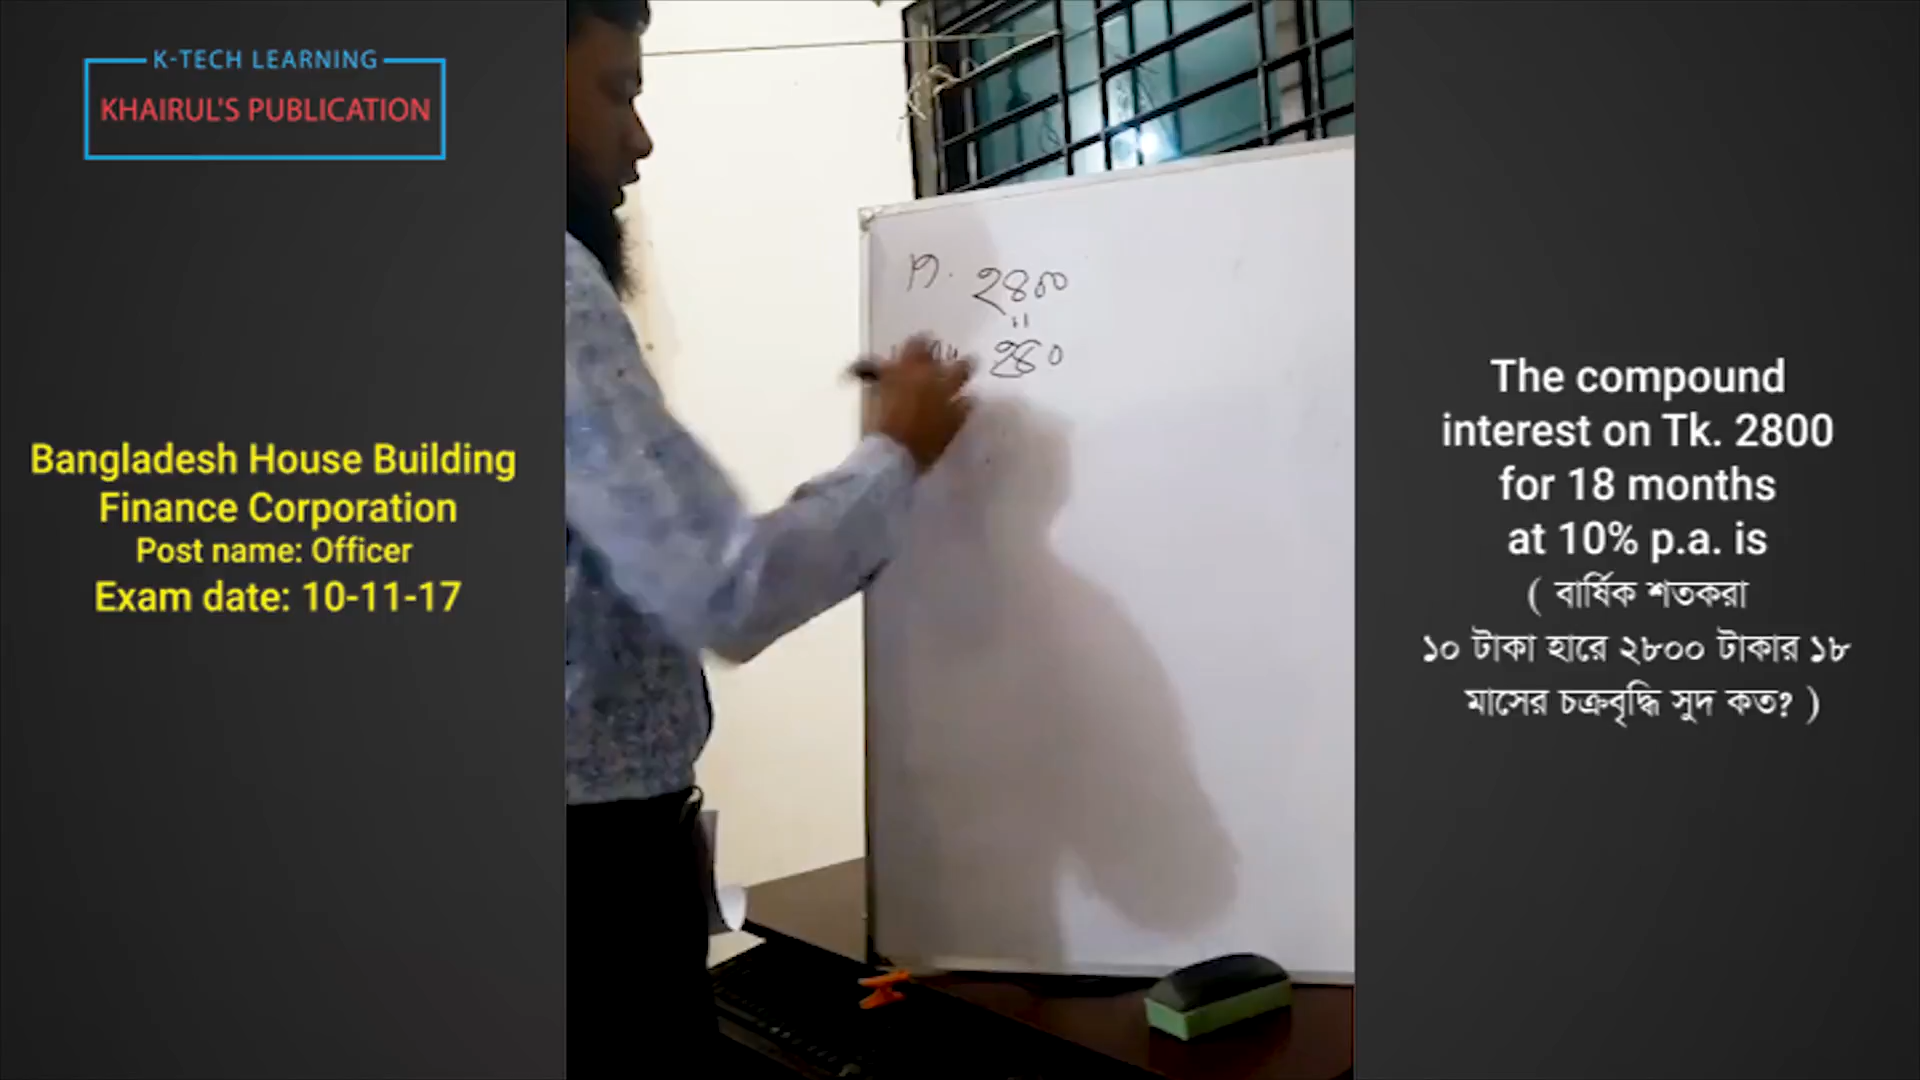 K-TECH LEARNING
KHAIRUL'S PUBLICATION
Bangladesh House Building
Finance Corporation
Post name: Officer
Exam date: 10-11-17
The compound
interest on Tk. 2800
for 18 months
at 10% p.a. is
( বার্ষিক শতকরা
১০ টাকা হারে ২৮০০ টাকার ১৮
মাসের চক্রবৃদ্ধি সুদ কত? )